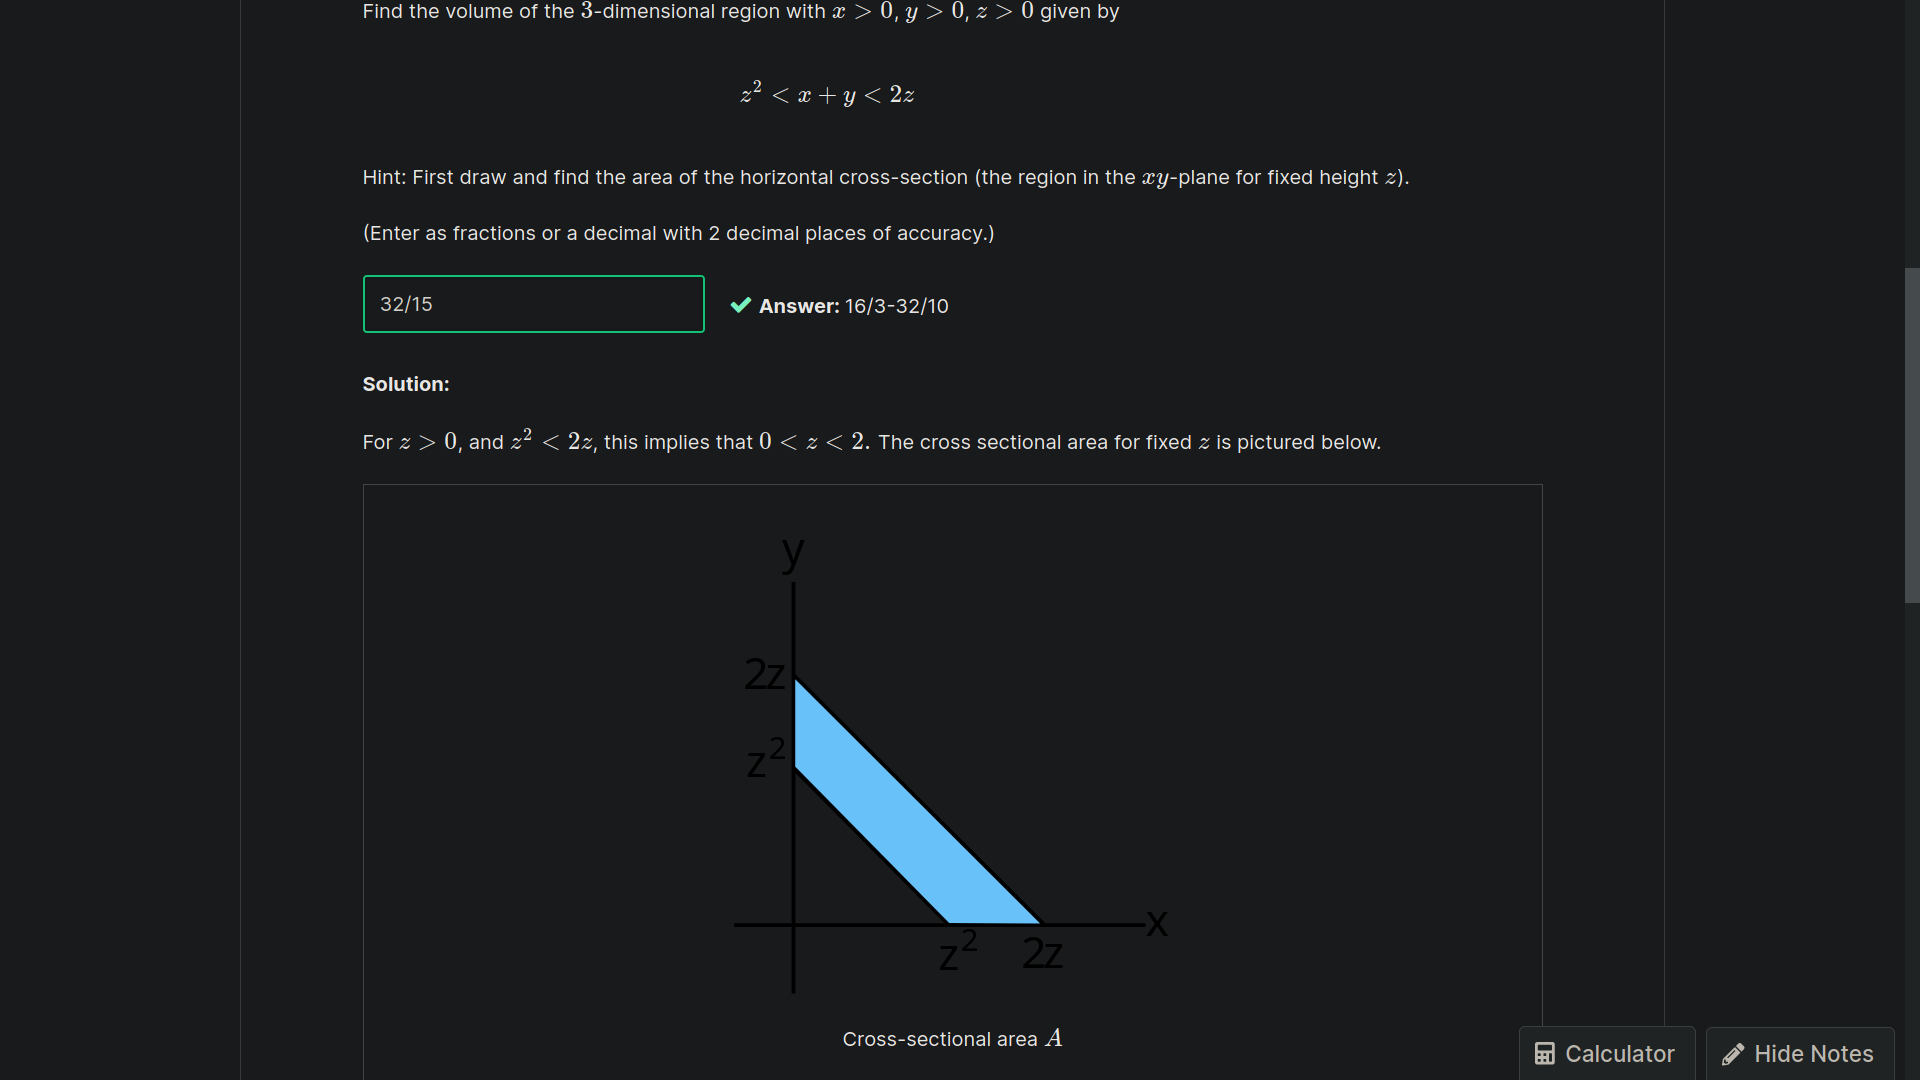 Find the volume of the 3-dimensional region with x > 0, y > 0, z > 0 given by
z² < x + y < 2z
Hint: First draw and find the area of the horizontal cross-section (the region in the xy-plane for fixed height z).
(Enter as fractions or a decimal with 2 decimal places of accuracy.)
32/15
Answer: 16/3-32/10
Solution:
For z > 0, and z² < 2z, this implies that 0 < z < 2. The cross sectional area for fixed z is pictured below.
y
2z
z²
x
z² 2z
Cross-sectional area A
Calculator
Hide Notes